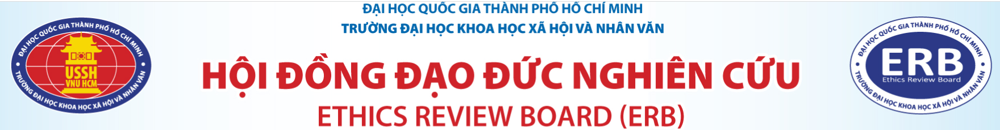 ĐẠI HỌC QUỐC GIA THÀNH PHỐ HỒ CHÍ MINH
TRƯỜNG ĐẠI HỌC KHOA HỌC XÃ HỘI VÀ NHÂN VĂN
HỘI ĐỒNG ĐẠO ĐỨC NGHIÊN CỨU
ETHICS REVIEW BOARD (ERB)
ĐẠI HỌC QUỐC GIA THÀNH PHỐ HỒ CHÍ MINH
USSH
VNU HCM
TRƯỜNG ĐẠI HỌC KHOA HỌC XÃ HỘI VÀ NHÂN VĂN
ĐẠI HỌC QUỐC GIA THÀNH PHỐ HỒ CHÍ MINH
ERB
Ethics Review Board
TRƯỜNG ĐẠI HỌC KHOA HỌC XÃ HỘI VÀ NHÂN VĂN